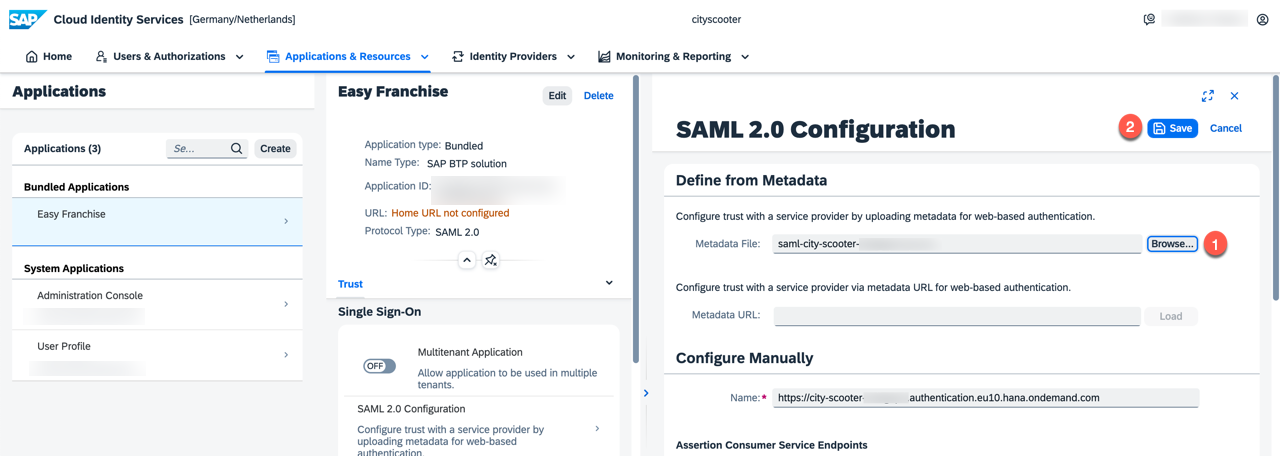 SAP Cloud Identity Services [Germany/Netherlands]
cityscooter
Home
Users & Authorizations
Applications & Resources
Identity Providers
Monitoring & Reporting
Applications
Applications (3)
Se...
Create
Bundled Applications
Easy Franchise
System Applications
Administration Console
User Profile
Easy Franchise
Edit
Delete
Application type: Bundled
Name Type: SAP BTP solution
Application ID:
URL: Home URL not configured
Protocol Type: SAML 2.0
Trust
Single Sign-On
OFF
Multitenant Application
Allow application to be used in multiple
tenants.
SAML 2.0 Configuration
Configure trust with a service provider by
uploading metadata for web-based
authentication.
SAML 2.0 Configuration
2
Save
Cancel
Define from Metadata
Configure trust with a service provider by uploading metadata for web-based authentication.
Metadata File: saml-city-scooter-
Browse...
1
Configure trust with a service provider via metadata URL for web-based authentication.
Metadata URL:
Load
Configure Manually
Name:* https://city-scooter- authentication.eu10.hana.ondemand.com
Assertion Consumer Service Endpoints